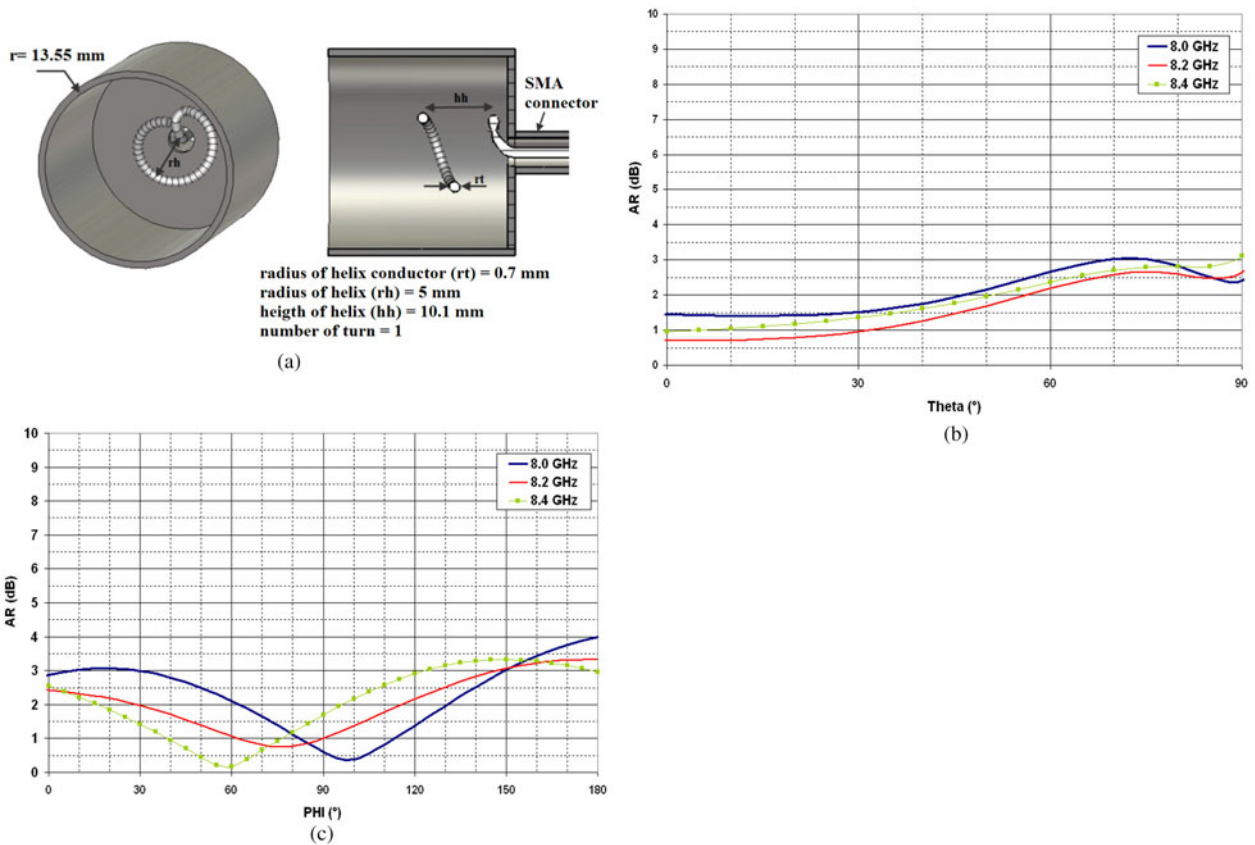 r= 13.55 mm
rh
hh
SMA
connector
rt
radius of helix conductor (rt) = 0.7 mm
radius of helix (rh) = 5 mm
heigth of helix (hh) = 10.1 mm
number of turn = 1
(a)
10
9
8
7
6
5
4
3
2
1
0
AR (dB)
8.0 GHz
8.2 GHz
8.4 GHz
0 30 60 90
Theta (°)
(b)
10
9
8
7
6
5
4
3
2
1
0
AR (dB)
8.0 GHz
8.2 GHz
8.4 GHz
0 30 60 90 120 150 180
PHI (°)
(c)